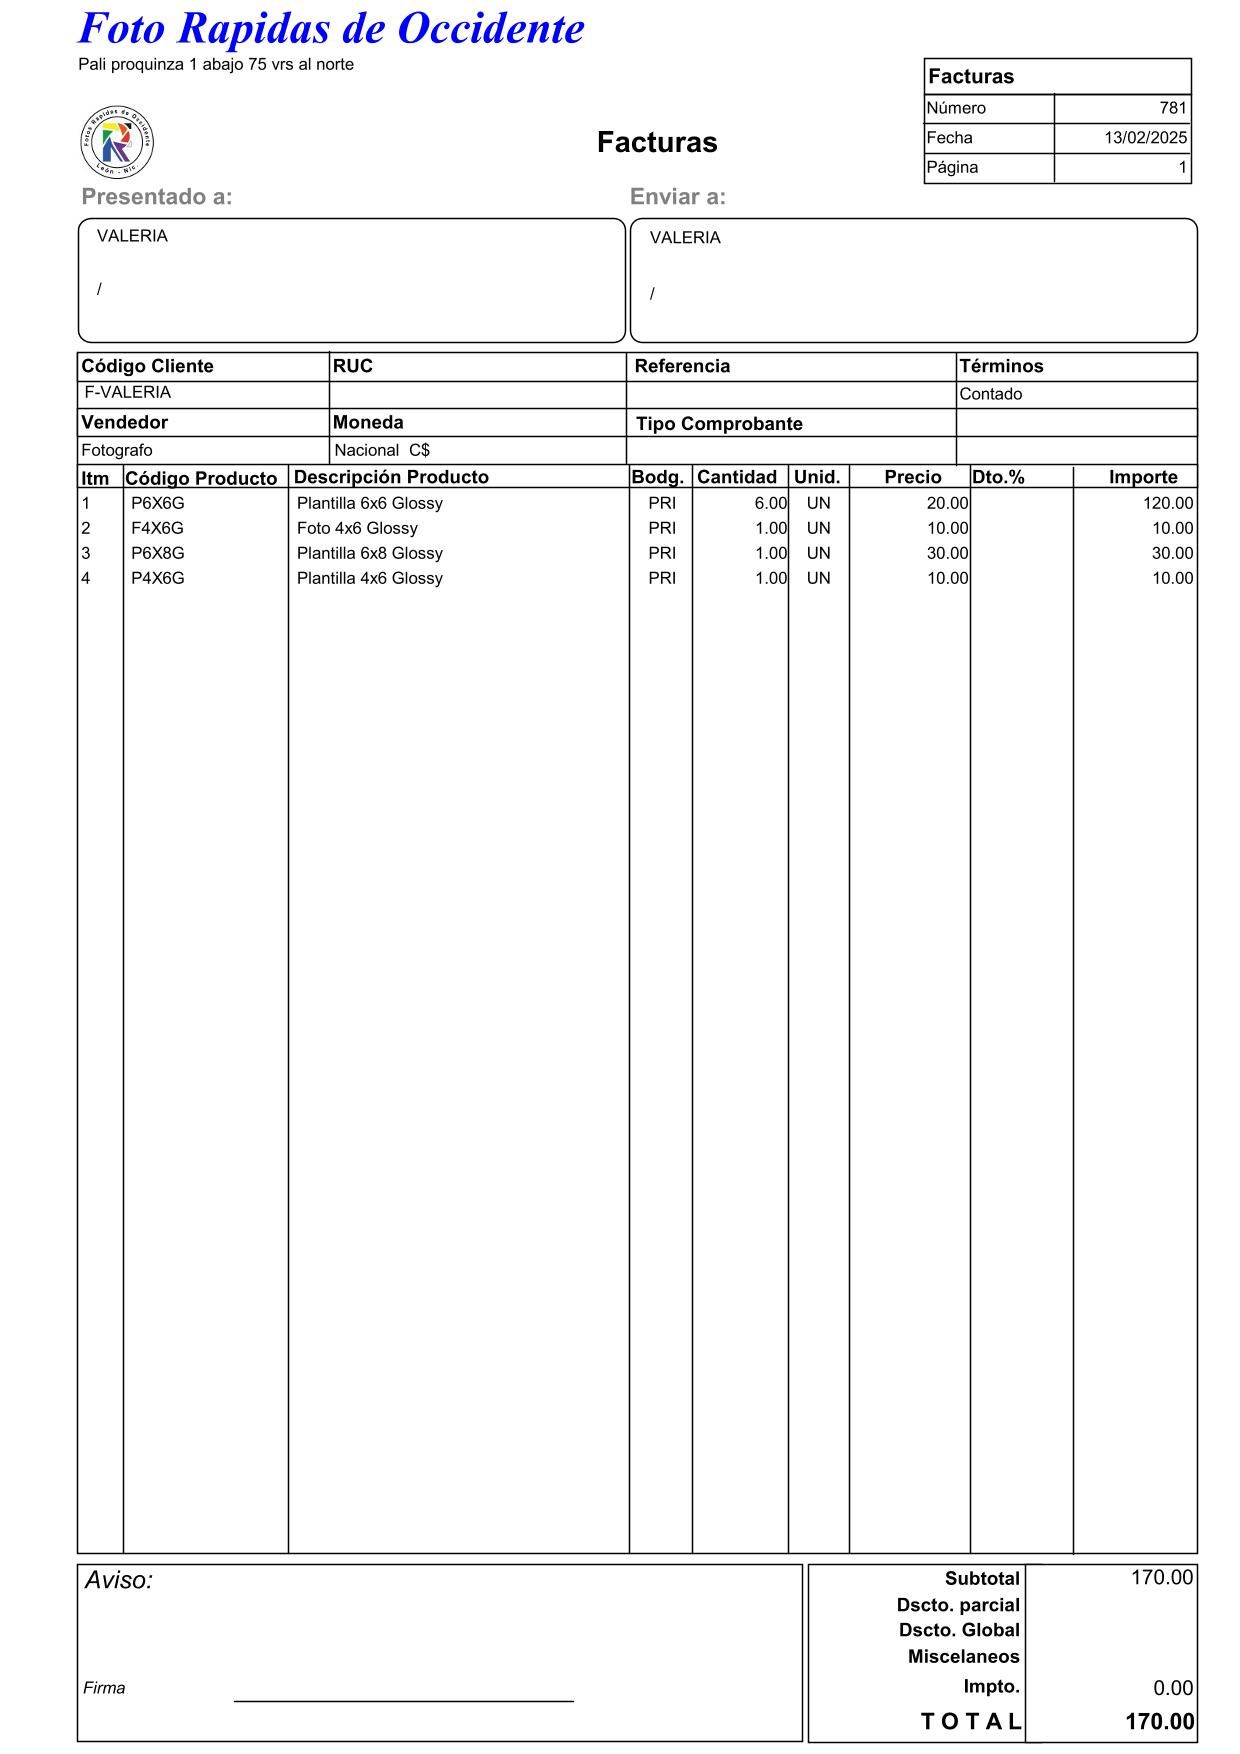 Foto Rapidas de Occidente
Pali proquinza 1 abajo 75 vrs al norte
Fotos Rapidas de Occidente
León - Nic.
Facturas
Facturas
Número 781
Fecha 13/02/2025
Página 1
Presentado a: Enviar a:
VALERIA VALERIA
/ /
Código Cliente RUC Referencia Términos
F-VALERIA Contado
Vendedor Moneda Tipo Comprobante
Fotografo Nacional C$
Itm Código Producto Descripción Producto Bodg. Cantidad Unid. Precio Dto.% Importe
1 P6X6G Plantilla 6x6 Glossy PRI 6.00 UN 20.00 120.00
2 F4X6G Foto 4x6 Glossy PRI 1.00 UN 10.00 10.00
3 P6X8G Plantilla 6x8 Glossy PRI 1.00 UN 30.00 30.00
4 P4X6G Plantilla 4x6 Glossy PRI 1.00 UN 10.00 10.00
Aviso:
Firma
Subtotal 170.00
Dscto. parcial
Dscto. Global
Miscelaneos
Impto. 0.00
T O T A L 170.00